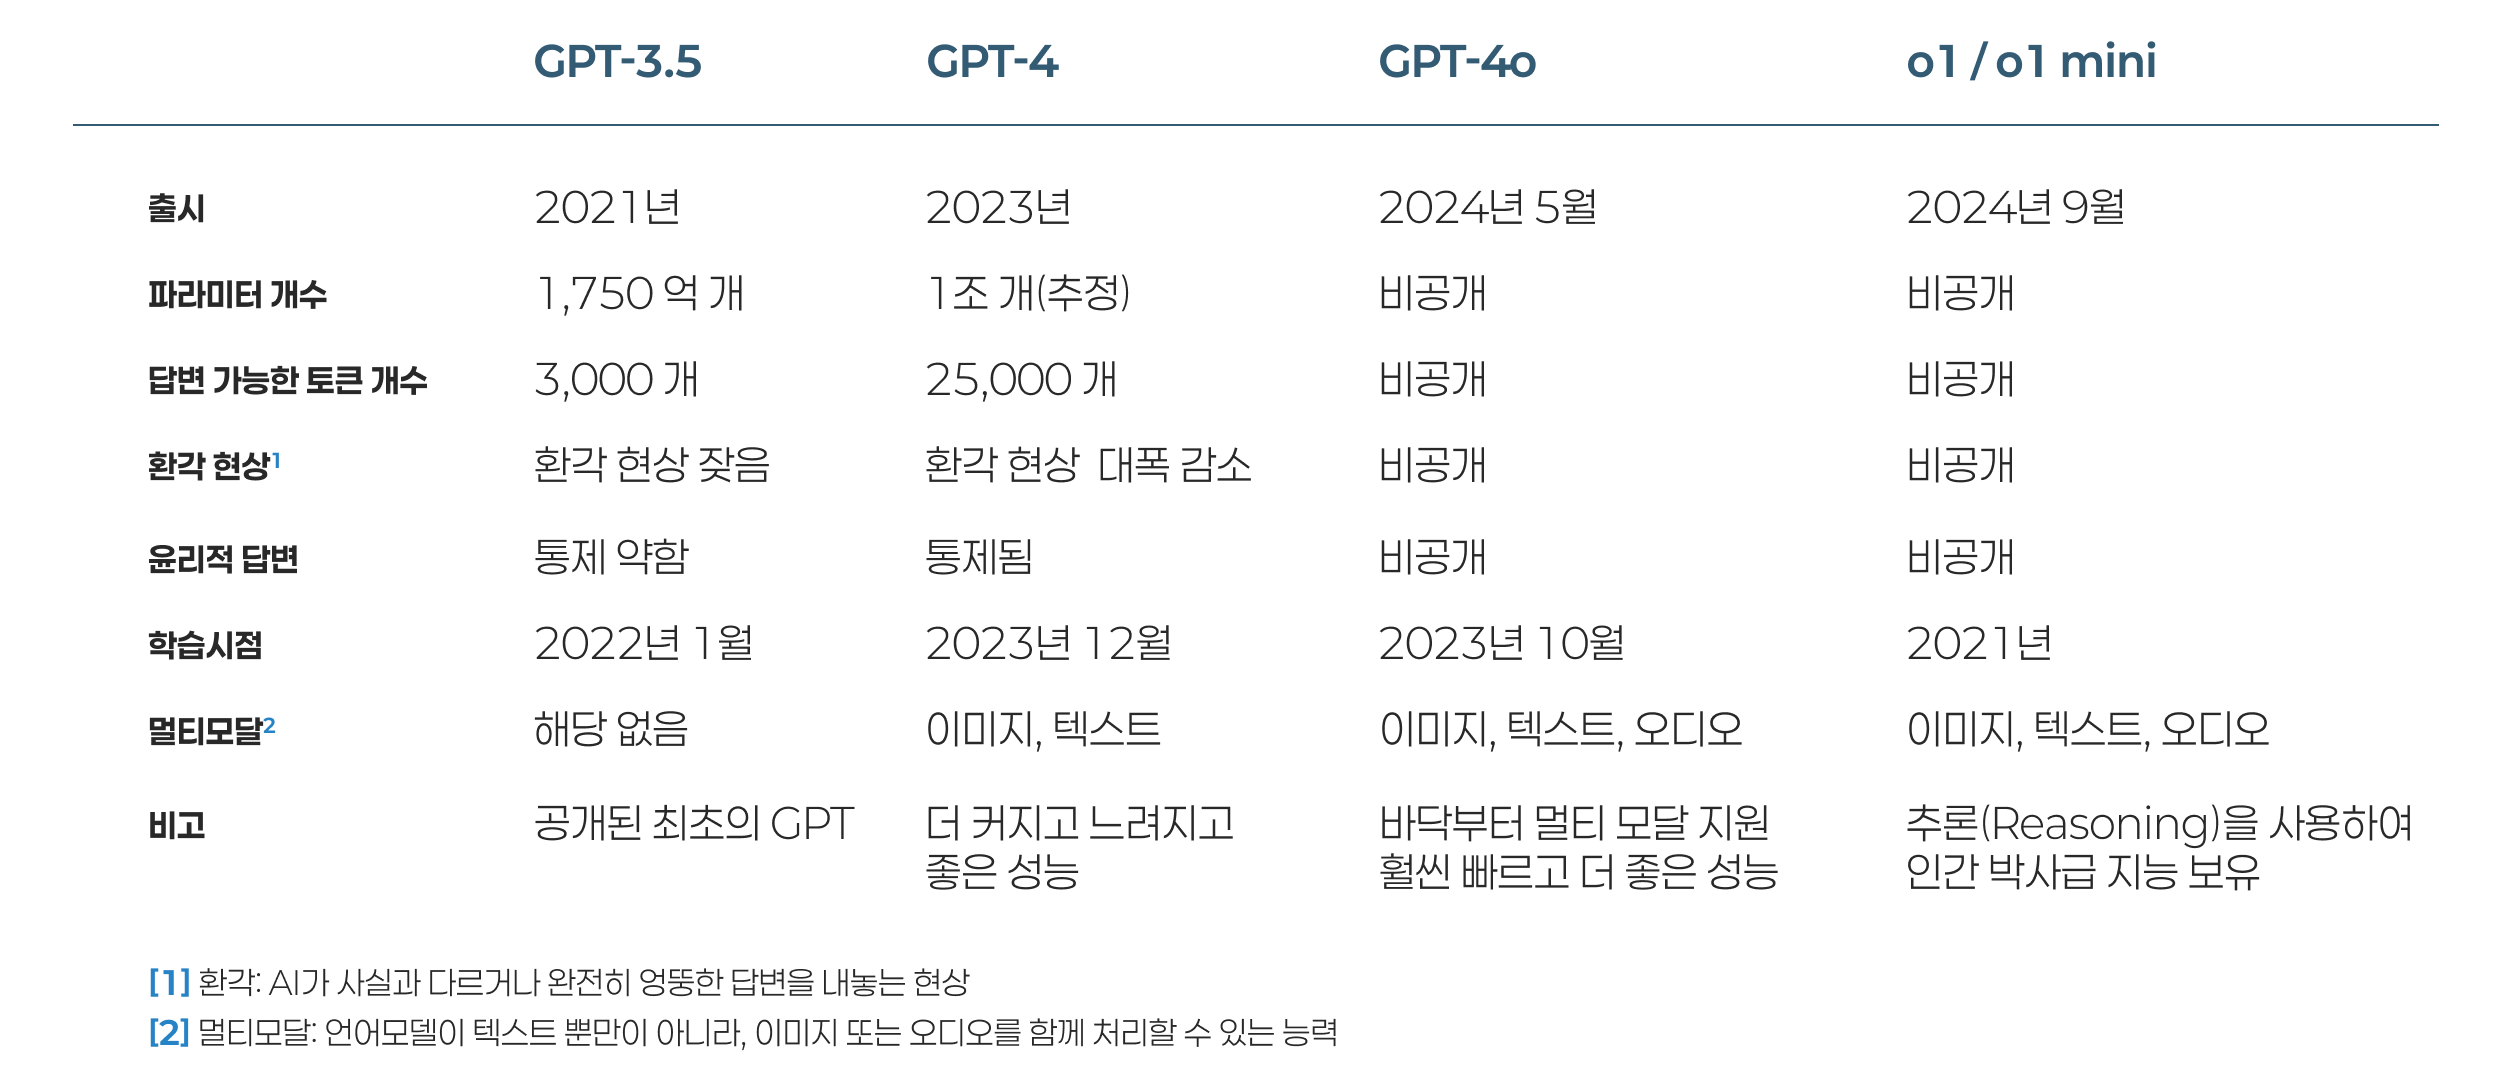 GPT-3.5 GPT-4 GPT-4o o1 / o1 mini
출시 2021년 2023년 2024년 5월 2024년 9월
파래미터 개수 1,750 억 개 1조 개(추정) 비공개 비공개
답변 가능한 토큰 개수 3,000 개 25,000 개 비공개 비공개
환각 현상1 환각 현상 잦음 환각 현상 대폭 감소 비공개 비공개
윤리적 답변 통제 약함 통제됨 비공개 비공개
학습시점 2022년 1월 2023년 12월 2023년 10월 2021년
멀티모달2 해당 없음 이미지, 텍스트 이미지, 텍스트, 오디오 이미지, 텍스트, 오디오
비고 공개된 최초의 GPT 더 커지고 느려지고 바닥부터 멀티 모달 지원 추록(Reasoning)을 사용하여
좋은 성능 훨씬 빠르고 더 좋은 성능 인간 박사급 지능 보유
[1] 환각: AI가 사실과 다르거나 완전히 엉뚱한 답변을 내놓는 현상
[2] 멀티모달: 언어모델이 텍스트 뿐만이 아니라, 이미지 또는 오디오를 함께 처리할 수 있는 능력